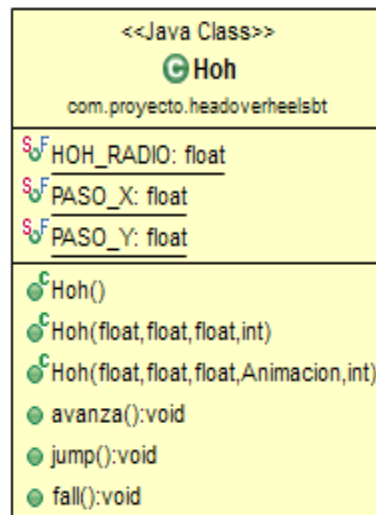 <<Java Class>>
C Hoh
com.proyecto.headoverheelsbt
S F HOH_RADIO: float
S F PASO_X: float
S F PASO_Y: float
C Hoh()
C Hoh(float,float,float,int)
C Hoh(float,float,float,Animacion,int)
avanza():void
jump():void
fall():void